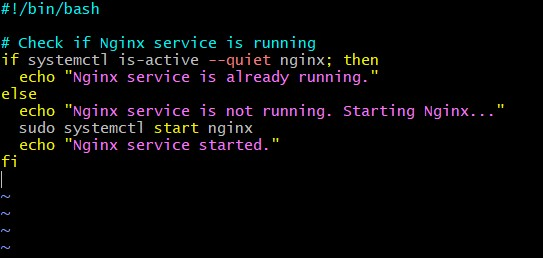 #!/bin/bash

# Check if Nginx service is running
if systemctl is-active --quiet nginx; then
  echo "Nginx service is already running."
else
  echo "Nginx service is not running. Starting Nginx..."
  sudo systemctl start nginx
  echo "Nginx service started."
fi

~
~
~
~